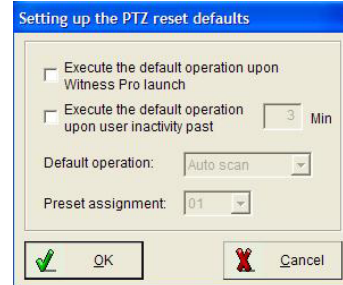 Setting up the PTZ reset defaults
Execute the default operation upon
Witness Pro launch
Execute the default operation
upon user inactivity past
3 Min
Default operation: Auto scan
Preset assignment: 01
OK Cancel